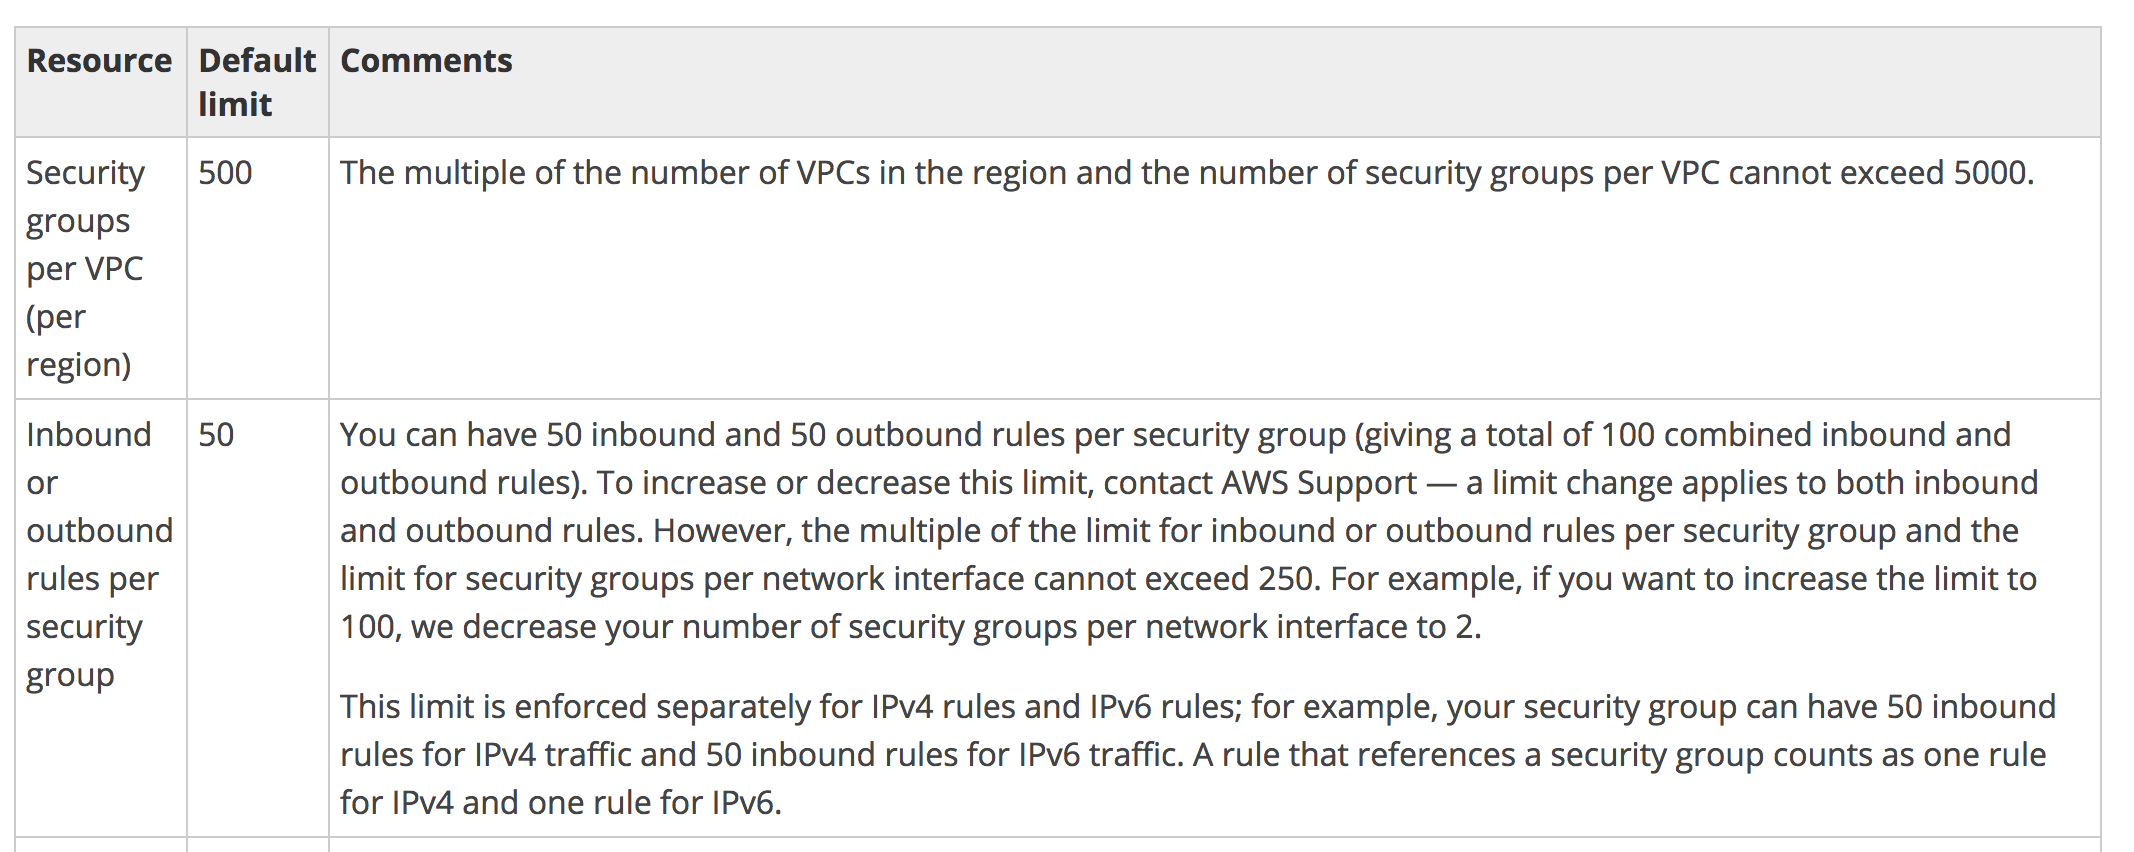 Resource
Default
limit
Comments
Security
groups
per VPC
(per
region)
500
The multiple of the number of VPCs in the region and the number of security groups per VPC cannot exceed 5000.
Inbound
or
outbound
rules per
security
group
50
You can have 50 inbound and 50 outbound rules per security group (giving a total of 100 combined inbound and
outbound rules). To increase or decrease this limit, contact AWS Support — a limit change applies to both inbound
and outbound rules. However, the multiple of the limit for inbound or outbound rules per security group and the
limit for security groups per network interface cannot exceed 250. For example, if you want to increase the limit to
100, we decrease your number of security groups per network interface to 2.
This limit is enforced separately for IPv4 rules and IPv6 rules; for example, your security group can have 50 inbound
rules for IPv4 traffic and 50 inbound rules for IPv6 traffic. A rule that references a security group counts as one rule
for IPv4 and one rule for IPv6.